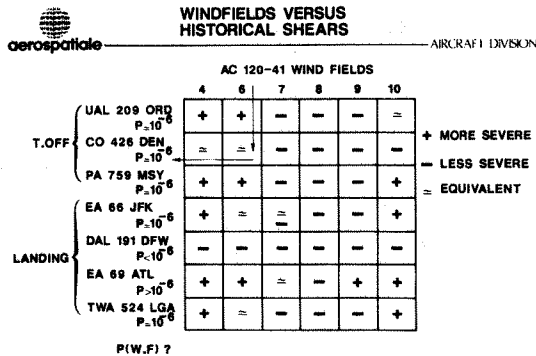 WINDFIELDS VERSUS
HISTORICAL SHEARS
aerospatiale
AIRCRAFT DIVISION
AC 120-41 WIND FIELDS
4 6 7 8 9 10
T.OFF
UAL 209 ORD + + − − − ≃
P≃10⁻⁶
CO 426 DEN ≃ ≃ − − − −
P≃10⁻⁶
PA 759 MSY + + − − − +
P≃10⁻⁶
LANDING
EA 66 JFK + ≃ ≃ − − − +
P≃10⁻⁶
DAL 191 DFW − − − − − −
P<10⁻⁶
EA 69 ATL + + ≃ − + +
P>10⁻⁶
TWA 524 LGA + ≃ − − + +
P≃10⁻⁶
+ MORE SEVERE
− LESS SEVERE
≃ EQUIVALENT
P(W.F) ?